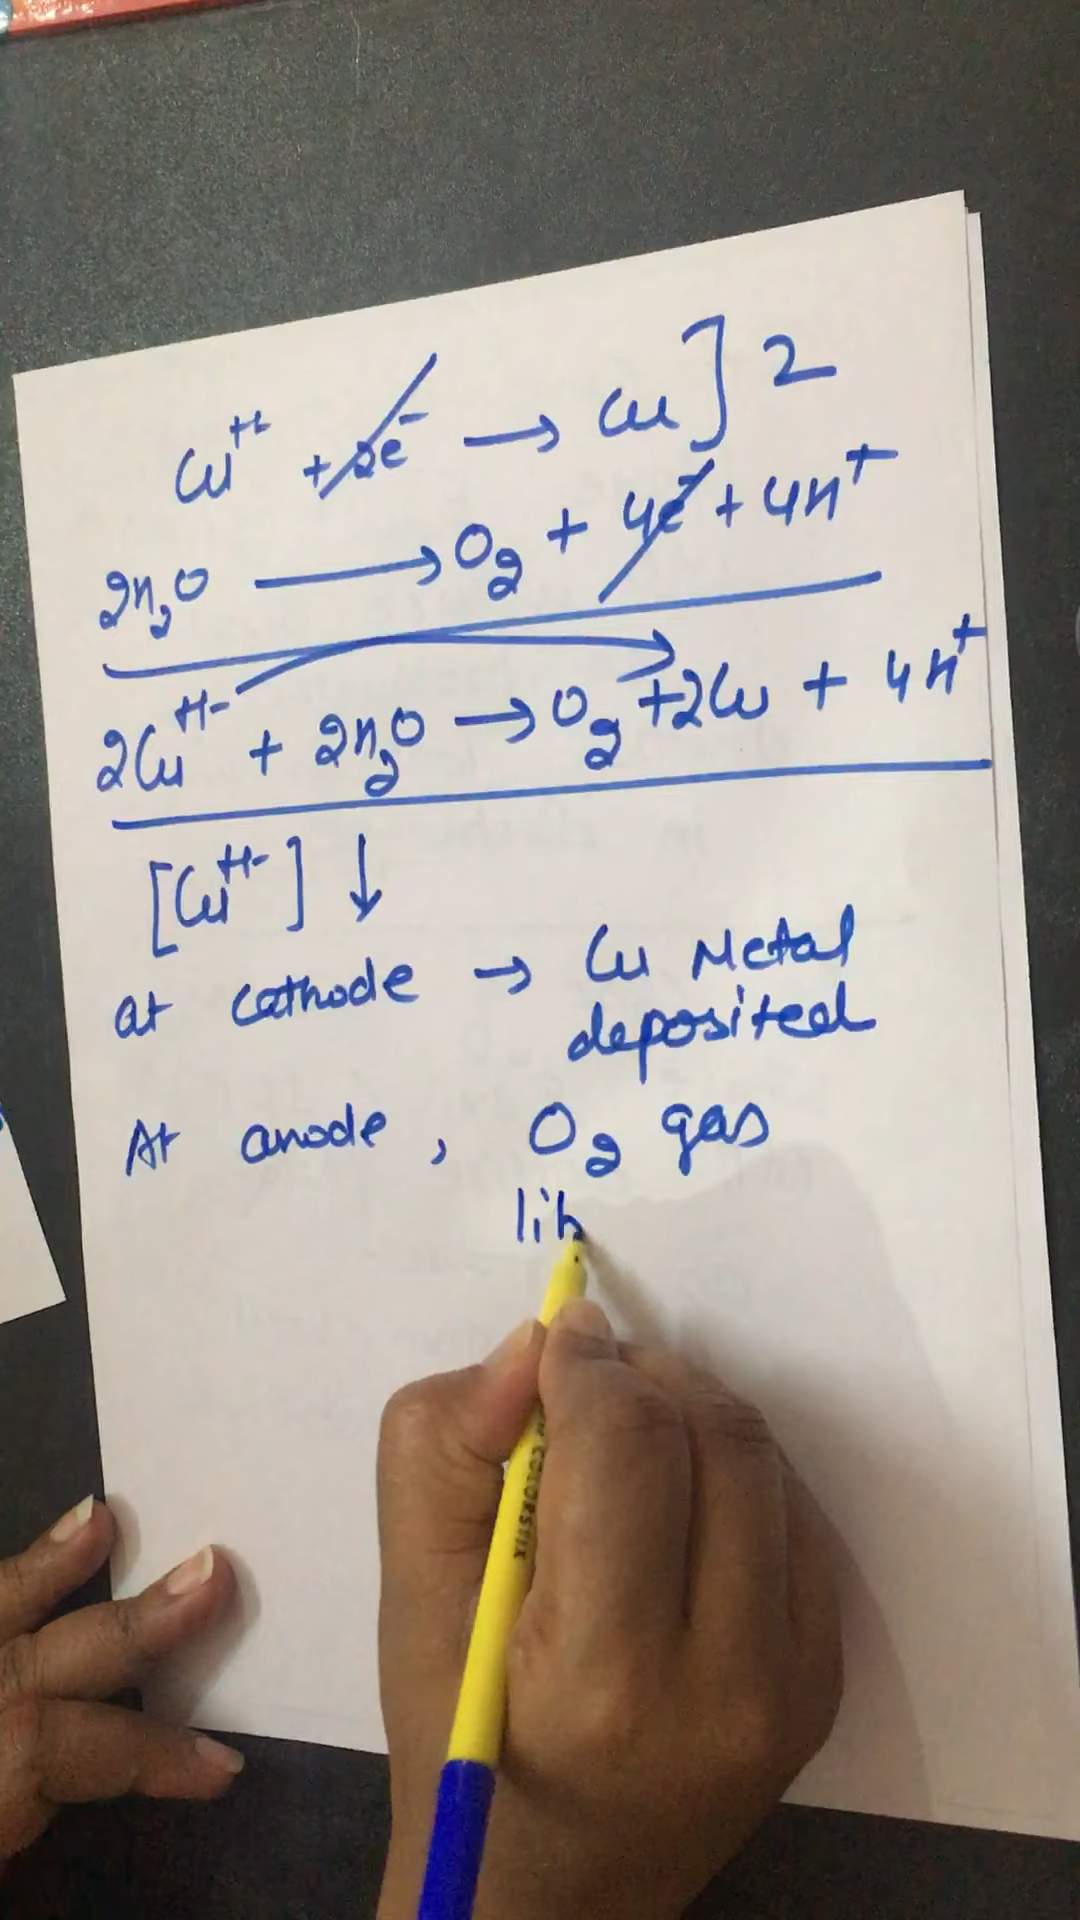 Cu++ + 2e- → Cu ] 2
2H2O → O2 + 4e- + 4H+
2Cu++ + 2H2O → O2 + 2Cu + 4H+
[Cu++] ↓
at cathode → Cu Metal
deposited
At anode, O2 gas
lib
COLORSTIX